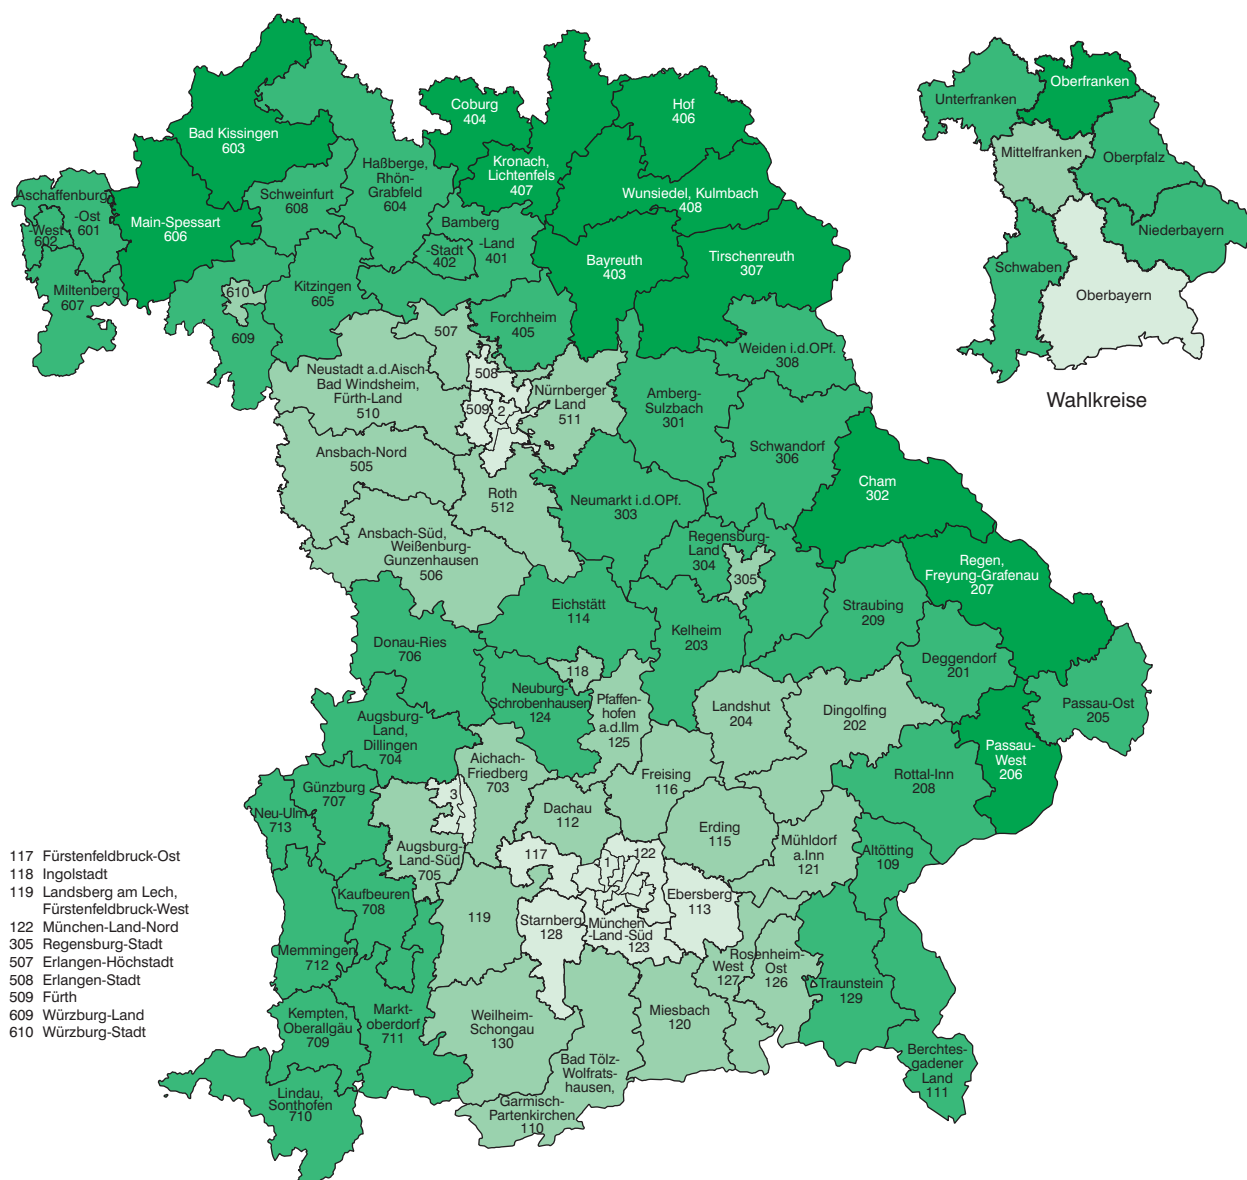 Coburg
404
Hof
406
Bad Kissingen
603
Kronach,
Lichtenfels
407
Haßberge,
Rhön-
Grabfeld
604
Wunsiedel, Kulmbach
408
Aschaffenburg
-Ost
601
-West
602
Main-Spessart
606
Schweinfurt
608
Bamberg
-Land
401
-Stadt
402
Bayreuth
403
Tirschenreuth
307
Miltenberg
607
610
609
Kitzingen
605
Forchheim
405
507
508
509
2
Weiden i.d.OPf.
308
Neustadt a.d.Aisch
Bad Windsheim,
Fürth-Land
510
Nürnberger
Land
511
Amberg-
Sulzbach
301
Schwandorf
306
Ansbach-Nord
505
Roth
512
Neumarkt i.d.OPf.
303
Cham
302
Ansbach-Süd,
Weißenburg-
Gunzenhausen
506
Regensburg-
Land
304
305
Regen,
Freyung-Grafenau
207
Eichstätt
114
Kelheim
203
Straubing
209
Donau-Ries
706
118
Neuburg-
Schrobenhausen
124
Pfaffen-
hofen
a.d.Ilm
125
Landshut
204
Dingolfing
202
Deggendorf
201
Passau-Ost
205
Augsburg-
Land,
Dillingen
704
Aichach-
Friedberg
703
Freising
116
Passau-
West
206
Rottal-Inn
208
Günzburg
707
Neu-Ulm
713
3
Dachau
112
Erding
115
Mühldorf
a.Inn
121
Altötting
109
Augsburg-
Land-Süd
705
117
1
122
Ebersberg
113
Kaufbeuren
708
119
Starnberg
128
München
-Land-Süd
123
Memmingen
712
Rosenheim-
Ost
126
West
127
Traunstein
129
Kempten,
Oberallgäu
709
Markt-
oberdorf
711
Weilheim-
Schongau
130
Miesbach
120
Bad Tölz-
Wolfrats-
hausen,
Garmisch-
Partenkirchen
110
Berchtes-
gadener
Land
111
Lindau,
Sonthofen
710
Unterfranken
Oberfranken
Mittelfranken
Oberpfalz
Niederbayern
Schwaben
Oberbayern
Wahlkreise
117 Fürstenfeldbruck-Ost
118 Ingolstadt
119 Landsberg am Lech,
Fürstenfeldbruck-West
122 München-Land-Nord
305 Regensburg-Stadt
507 Erlangen-Höchstadt
508 Erlangen-Stadt
509 Fürth
609 Würzburg-Land
610 Würzburg-Stadt